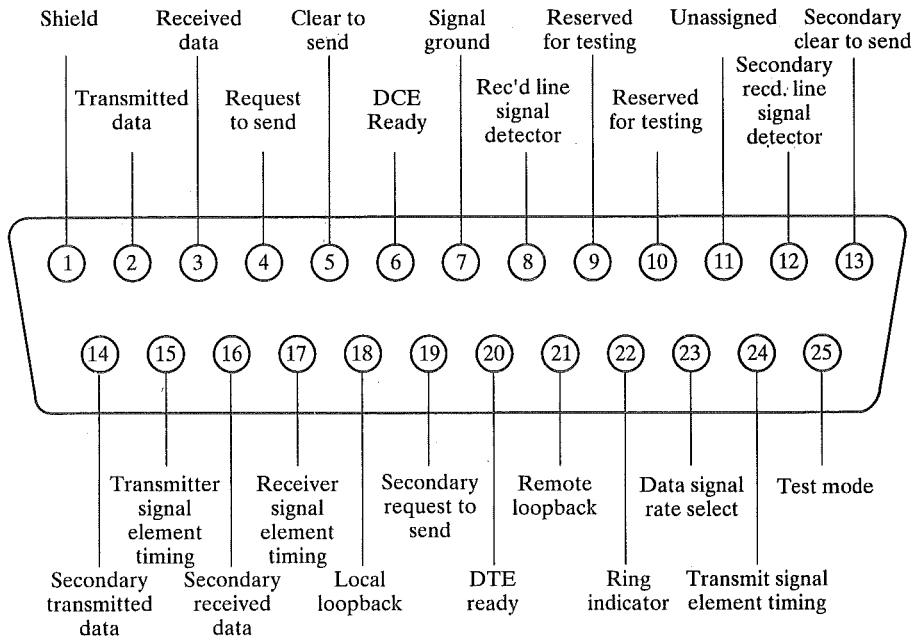 Shield
Received
data
Clear to
send
Signal
ground
Reserved
for testing
Unassigned
Secondary
clear to send
Transmitted
data
Request
to send
DCE
Ready
Rec'd line
signal
detector
Reserved
for testing
Secondary
recd. line
signal
detector
1 2 3 4 5 6 7 8 9 10 11 12 13
14 15 16 17 18 19 20 21 22 23 24 25
Transmitter
signal
element
timing
Receiver
signal
element
timing
Secondary
request to
send
Remote
loopback
Data signal
rate select
Test mode
Secondary
transmitted
data
Secondary
received
data
Local
loopback
DTE
ready
Ring
indicator
Transmit signal
element timing